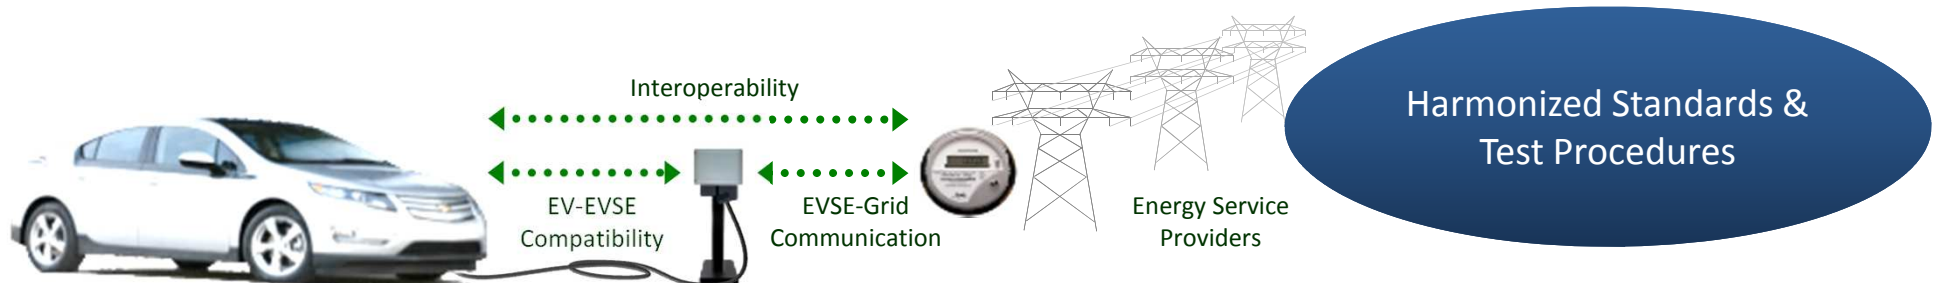 Interoperability
EV-EVSE
Compatibility
EVSE-Grid
Communication
Energy Service
Providers
Harmonized Standards &
Test Procedures